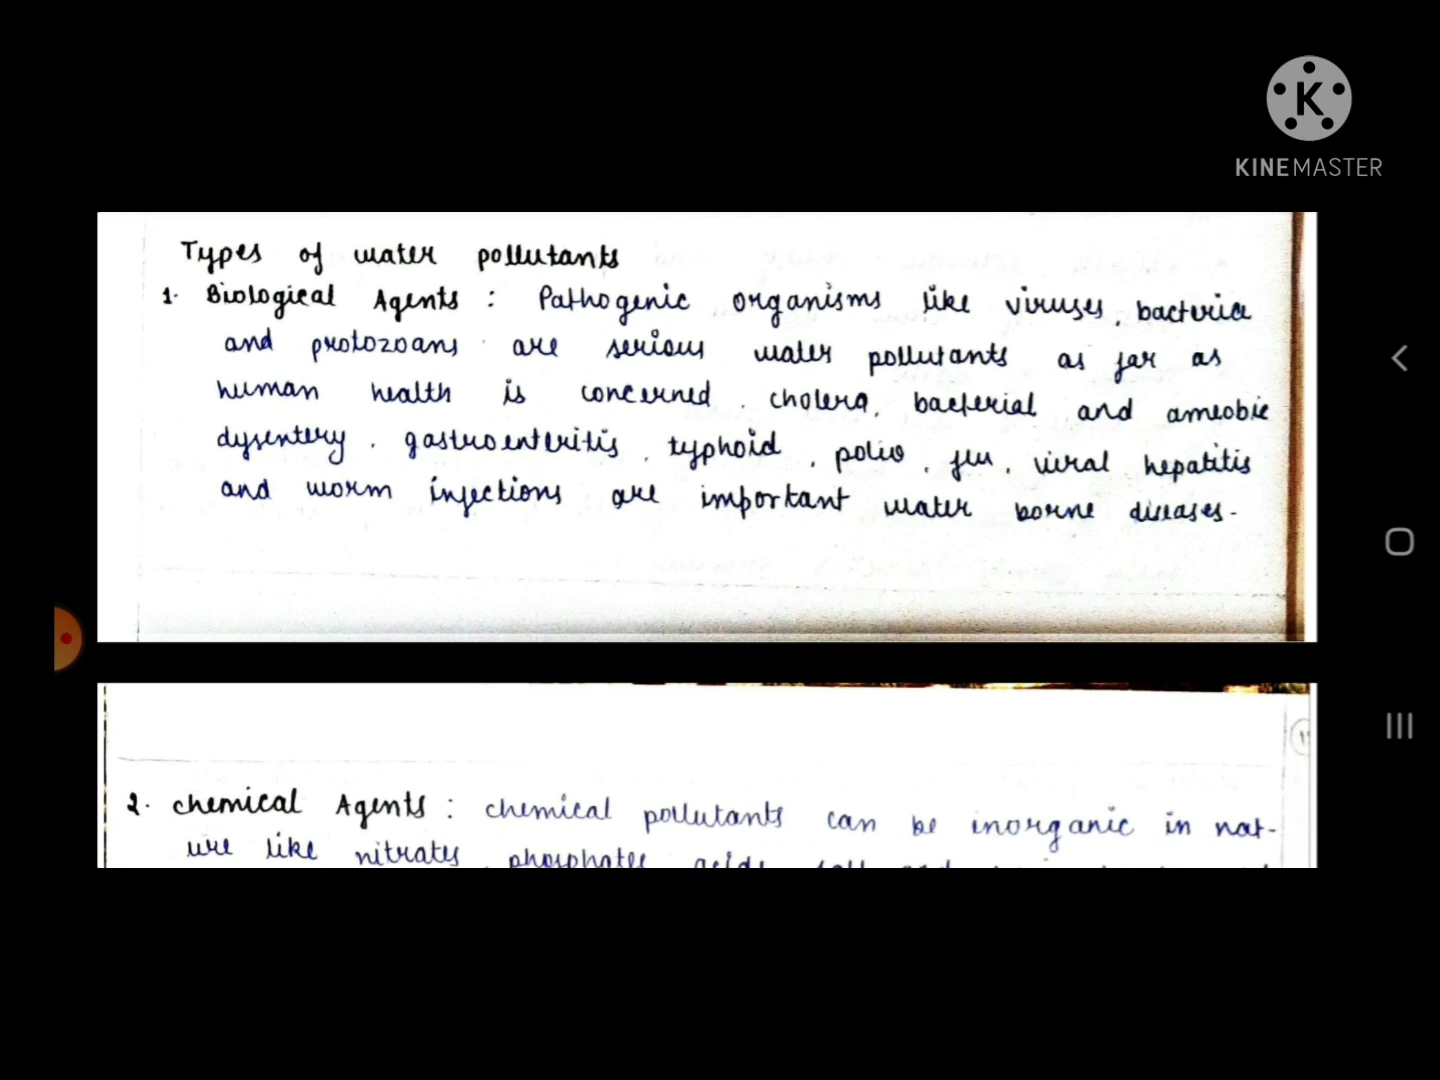 K
KINEMASTER
Types of water pollutants
1. Biological Agents : Pathogenic organisms like viruses, bacteria
and protozoans are serious water pollutants as far as
human health is concerned. cholera, bacterial and ameobic
dysentery, gastroenteritis, typhoid, polio, flu, viral hepatitis
and worm infections are important water borne diseases.
2. chemical Agents : chemical pollutants can be inorganic in nat-
ure like nitrates, phosphates, acids,